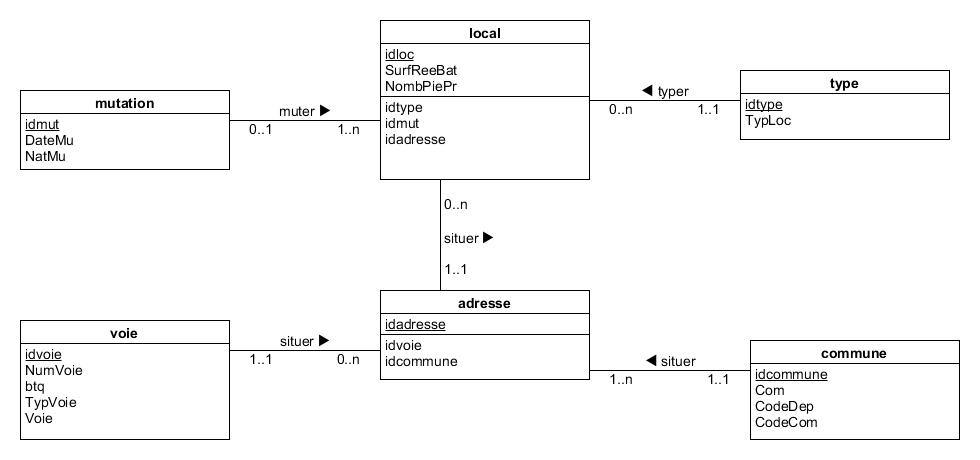 local
idloc
SurfReeBat
NombPiePr
idtype
idmut
idadresse
mutation
idmut
DateMu
NatMu
muter ▶
0..1
1..n
◀ typer
0..n
1..1
type
idtype
TypLoc
0..n
situer ▶
1..1
adresse
idadresse
idvoie
idcommune
voie
idvoie
NumVoie
btq
TypVoie
Voie
situer ▶
1..1
0..n
◀ situer
1..n
1..1
commune
idcommune
Com
CodeDep
CodeCom